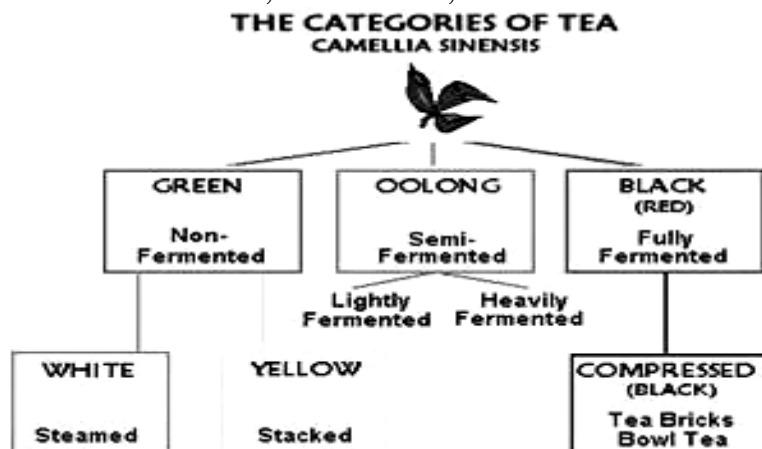 THE CATEGORIES OF TEA
CAMELLIA SINENSIS
GREEN
Non-
Fermented
OOLONG
Semi-
Fermented
BLACK
(RED)
Fully
Fermented
Lightly
Fermented
Heavily
Fermented
WHITE
Steamed
YELLOW
Stacked
COMPRESSED
(BLACK)
Tea Bricks
Bowl Tea